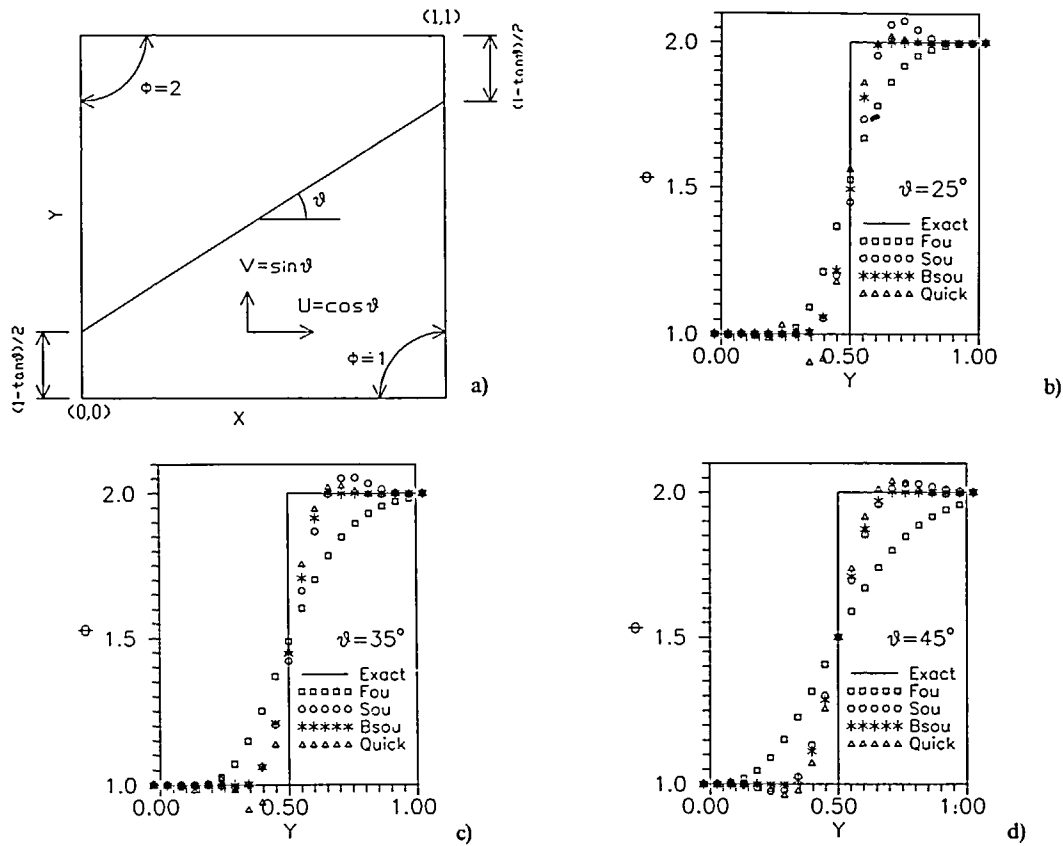 (1,1)
(1-tanϑ)/2
ϕ=2
ϑ
Y
V=sinϑ
U=cosϑ
(1-tanϑ)/2
ϕ=1
(0,0)
X
a)
2.0
1.5
1.0
Φ
ϑ=25°
Exact
Fou
Sou
Bsou
Quick
0.00
0.50
1.00
Y
b)
2.0
1.5
1.0
Φ
ϑ=35°
Exact
Fou
Sou
Bsou
Quick
0.00
0.50
1.00
Y
c)
2.0
1.5
1.0
Φ
ϑ=45°
Exact
Fou
Sou
Bsou
Quick
0.00
0.50
1.00
Y
d)